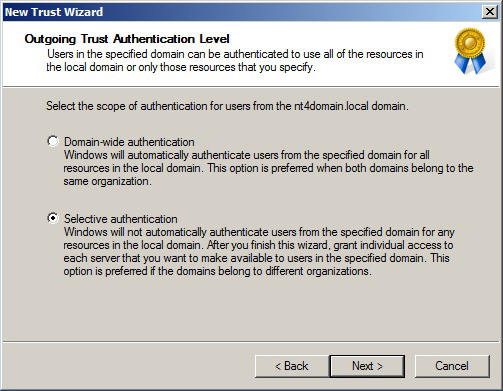 New Trust Wizard
Outgoing Trust Authentication Level
Users in the specified domain can be authenticated to use all of the resources in
the local domain or only those resources that you specify.
Select the scope of authentication for users from the nt4domain.local domain.
Domain-wide authentication
Windows will automatically authenticate users from the specified domain for all
resources in the local domain. This option is preferred when both domains belong to the
same organization.
Selective authentication
Windows will not automatically authenticate users from the specified domain for any
resources in the local domain. After you finish this wizard, grant individual access to
each server that you want to make available to users in the specified domain. This
option is preferred if the domains belong to different organizations.
< Back
Next >
Cancel